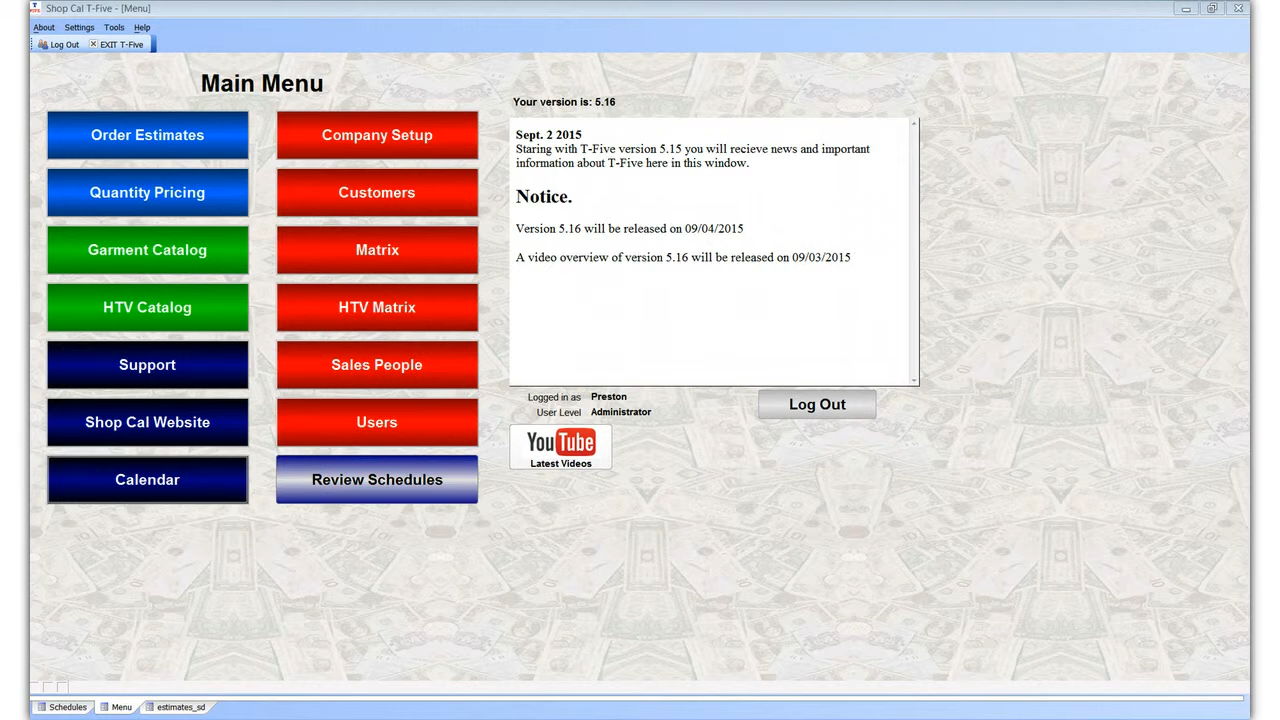 Shop Cal T-Five - [Menu]
About Settings Tools Help
Log Out EXIT T-Five
Main Menu
Order Estimates
Company Setup
Quantity Pricing
Customers
Garment Catalog
Matrix
HTV Catalog
HTV Matrix
Support
Sales People
Shop Cal Website
Users
Calendar
Review Schedules
Your version is: 5.16
Sept. 2 2015
Staring with T-Five version 5.15 you will recieve news and important
information about T-Five here in this window.
Notice.
Version 5.16 will be released on 09/04/2015
A video overview of version 5.16 will be released on 09/03/2015
Logged in as Preston
User Level Administrator
Log Out
YouTube
Latest Videos
Schedules Menu estimates_sd